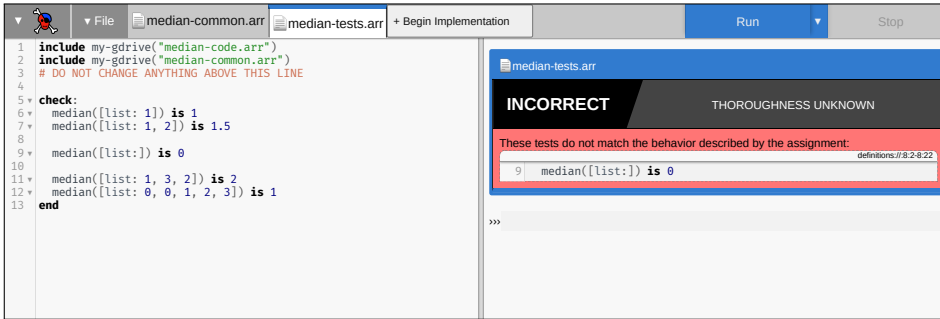 ▾ ▾ File median-common.arr median-tests.arr + Begin Implementation Run ▾ Stop
1 include my-gdrive("median-code.arr")
2 include my-gdrive("median-common.arr")
3 # DO NOT CHANGE ANYTHING ABOVE THIS LINE
4
5 ▾ check:
6 ▾ median([list: 1]) is 1
7 ▾ median([list: 1, 2]) is 1.5
8
9 ▾ median([list:]) is 0
10
11 ▾ median([list: 1, 3, 2]) is 2
12 ▾ median([list: 0, 0, 1, 2, 3]) is 1
13 end
median-tests.arr
INCORRECT THOROUGHNESS UNKNOWN
These tests do not match the behavior described by the assignment:
definitions://:8:2-8:22
9 median([list:]) is 0
›››